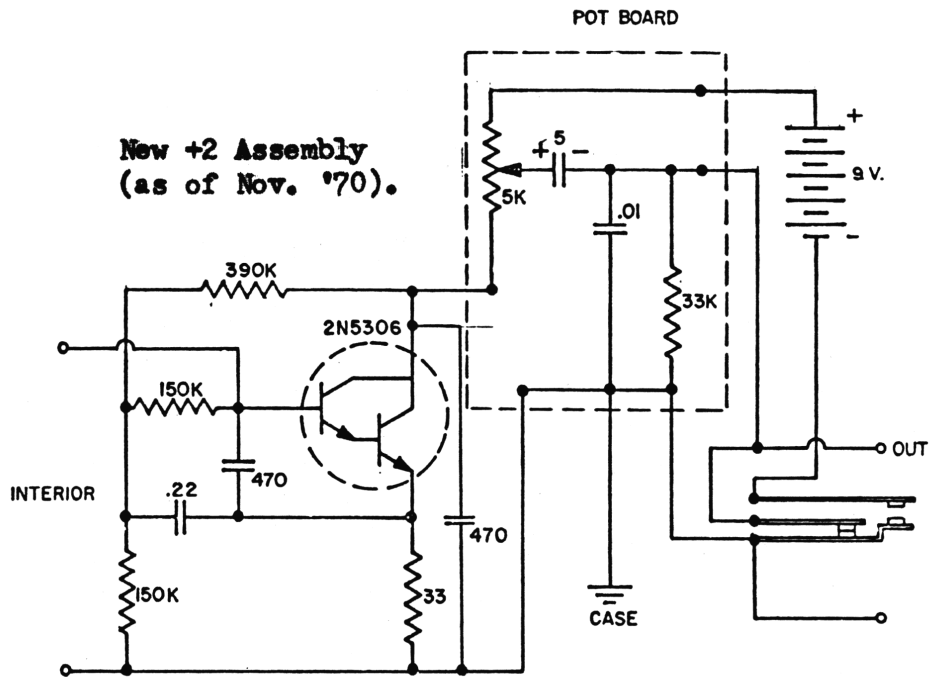 POT BOARD
New +2 Assembly
(as of Nov. '70).
+ 5 −
+
5K
.01
9 V.
−
390K
33K
2N5306
150K
470
OUT
INTERIOR
.22
470
150K
33
CASE